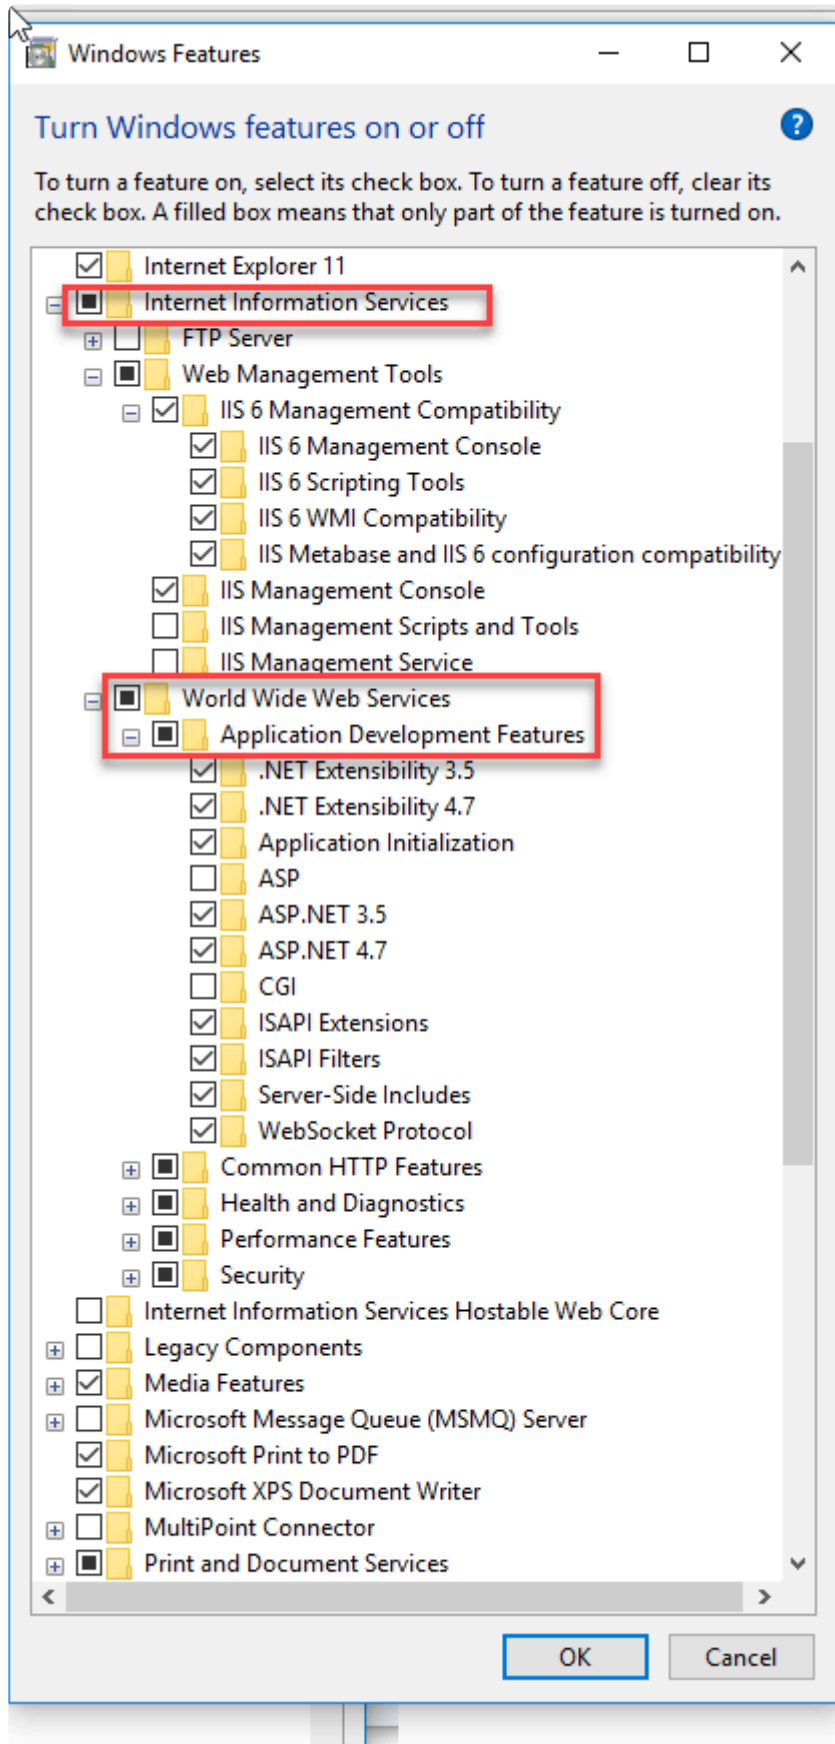 Windows Features
Turn Windows features on or off
To turn a feature on, select its check box. To turn a feature off, clear its
check box. A filled box means that only part of the feature is turned on.
Internet Explorer 11
Internet Information Services
FTP Server
Web Management Tools
IIS 6 Management Compatibility
IIS 6 Management Console
IIS 6 Scripting Tools
IIS 6 WMI Compatibility
IIS Metabase and IIS 6 configuration compatibility
IIS Management Console
IIS Management Scripts and Tools
IIS Management Service
World Wide Web Services
Application Development Features
.NET Extensibility 3.5
.NET Extensibility 4.7
Application Initialization
ASP
ASP.NET 3.5
ASP.NET 4.7
CGI
ISAPI Extensions
ISAPI Filters
Server-Side Includes
WebSocket Protocol
Common HTTP Features
Health and Diagnostics
Performance Features
Security
Internet Information Services Hostable Web Core
Legacy Components
Media Features
Microsoft Message Queue (MSMQ) Server
Microsoft Print to PDF
Microsoft XPS Document Writer
MultiPoint Connector
Print and Document Services
OK Cancel